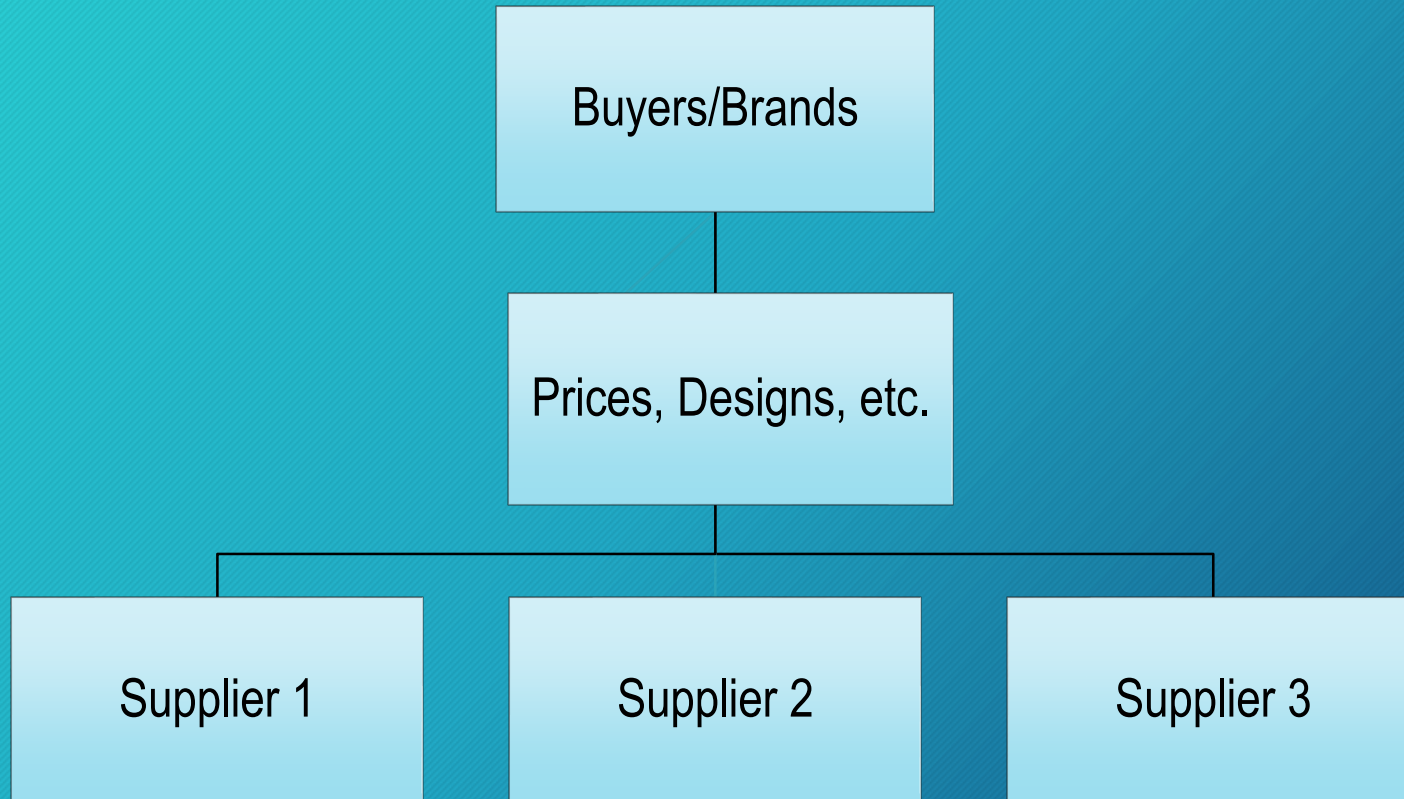 Buyers/Brands
Prices, Designs, etc.
Supplier 1
Supplier 2
Supplier 3